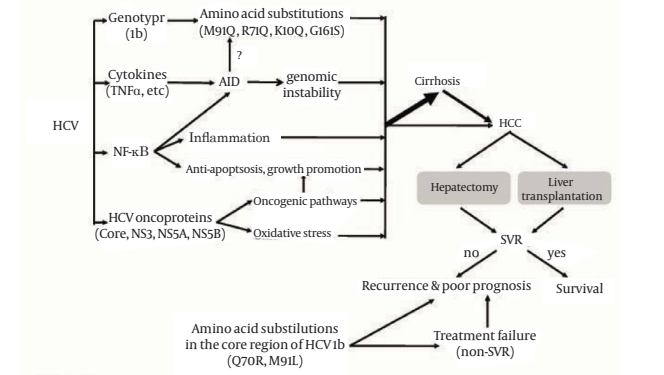 Genotypr
(1b)
Amino acid substitutions
(M91Q, R71Q, K10Q, G161S)
?
Cytokines
(TNFα, etc)
AID
genomic
instability
Cirrhosis
HCV
HCC
NF-κB
Inflammation
Anti-apoptsosis, growth promotion
Hepatectomy
Liver
transplantation
Oncogenic pathways
HCV oncoproteins
(Core, NS3, NS5A, NS5B)
Oxidative stress
SVR
no
yes
Recurrence & poor prognosis
Survival
Amino acid substilutions
in the core region of HCV 1b
(Q70R, M91L)
Treatment failure
(non-SVR)